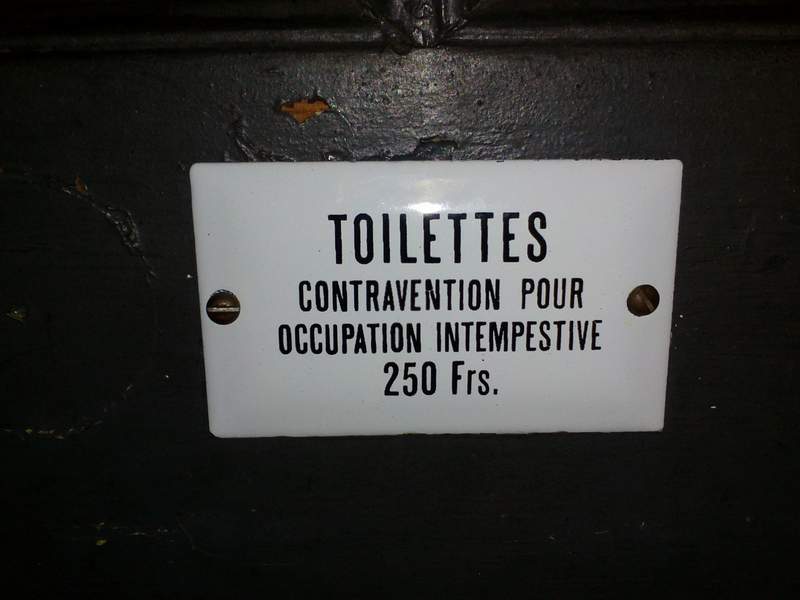 TOILETTES
CONTRAVENTION POUR
OCCUPATION INTEMPESTIVE
250 Frs.